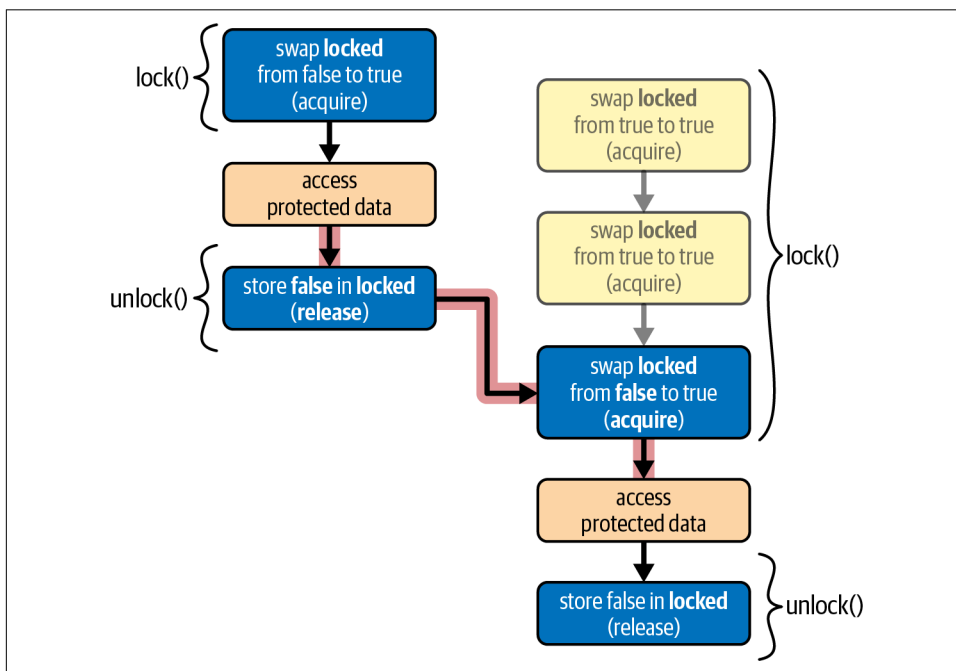 lock()
swap locked
from false to true
(acquire)
access
protected data
unlock()
store false in locked
(release)
swap locked
from true to true
(acquire)
swap locked
from true to true
(acquire)
lock()
swap locked
from false to true
(acquire)
access
protected data
store false in locked
(release)
unlock()